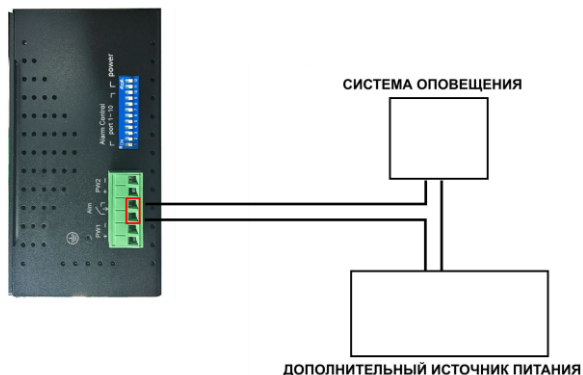 power
Alarm Control
port 1~10
PW2
Alm
PW1
СИСТЕМА ОПОВЕЩЕНИЯ
ДОПОЛНИТЕЛЬНЫЙ ИСТОЧНИК ПИТАНИЯ